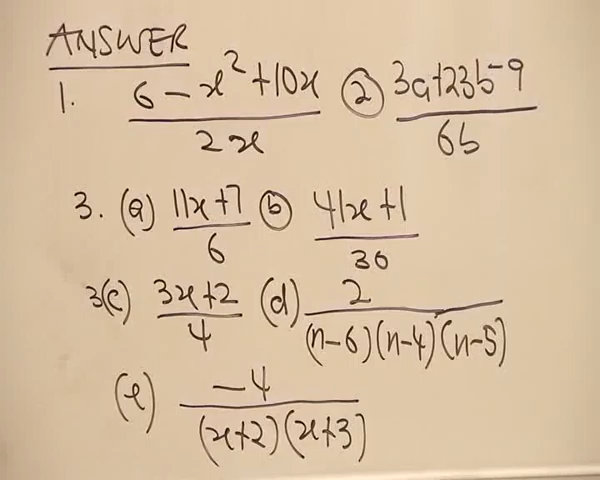 ANSWER
1. (6 - x² + 10x)/(2x) ② (3a+23b-9)/(6b)
3. (a) (11x+7)/6 ⓑ (41x+1)/30
3(c) (3x+2)/4 (d) 2/((n-6)(n-4)(n-5))
(e) -4/((x+2)(x+3))